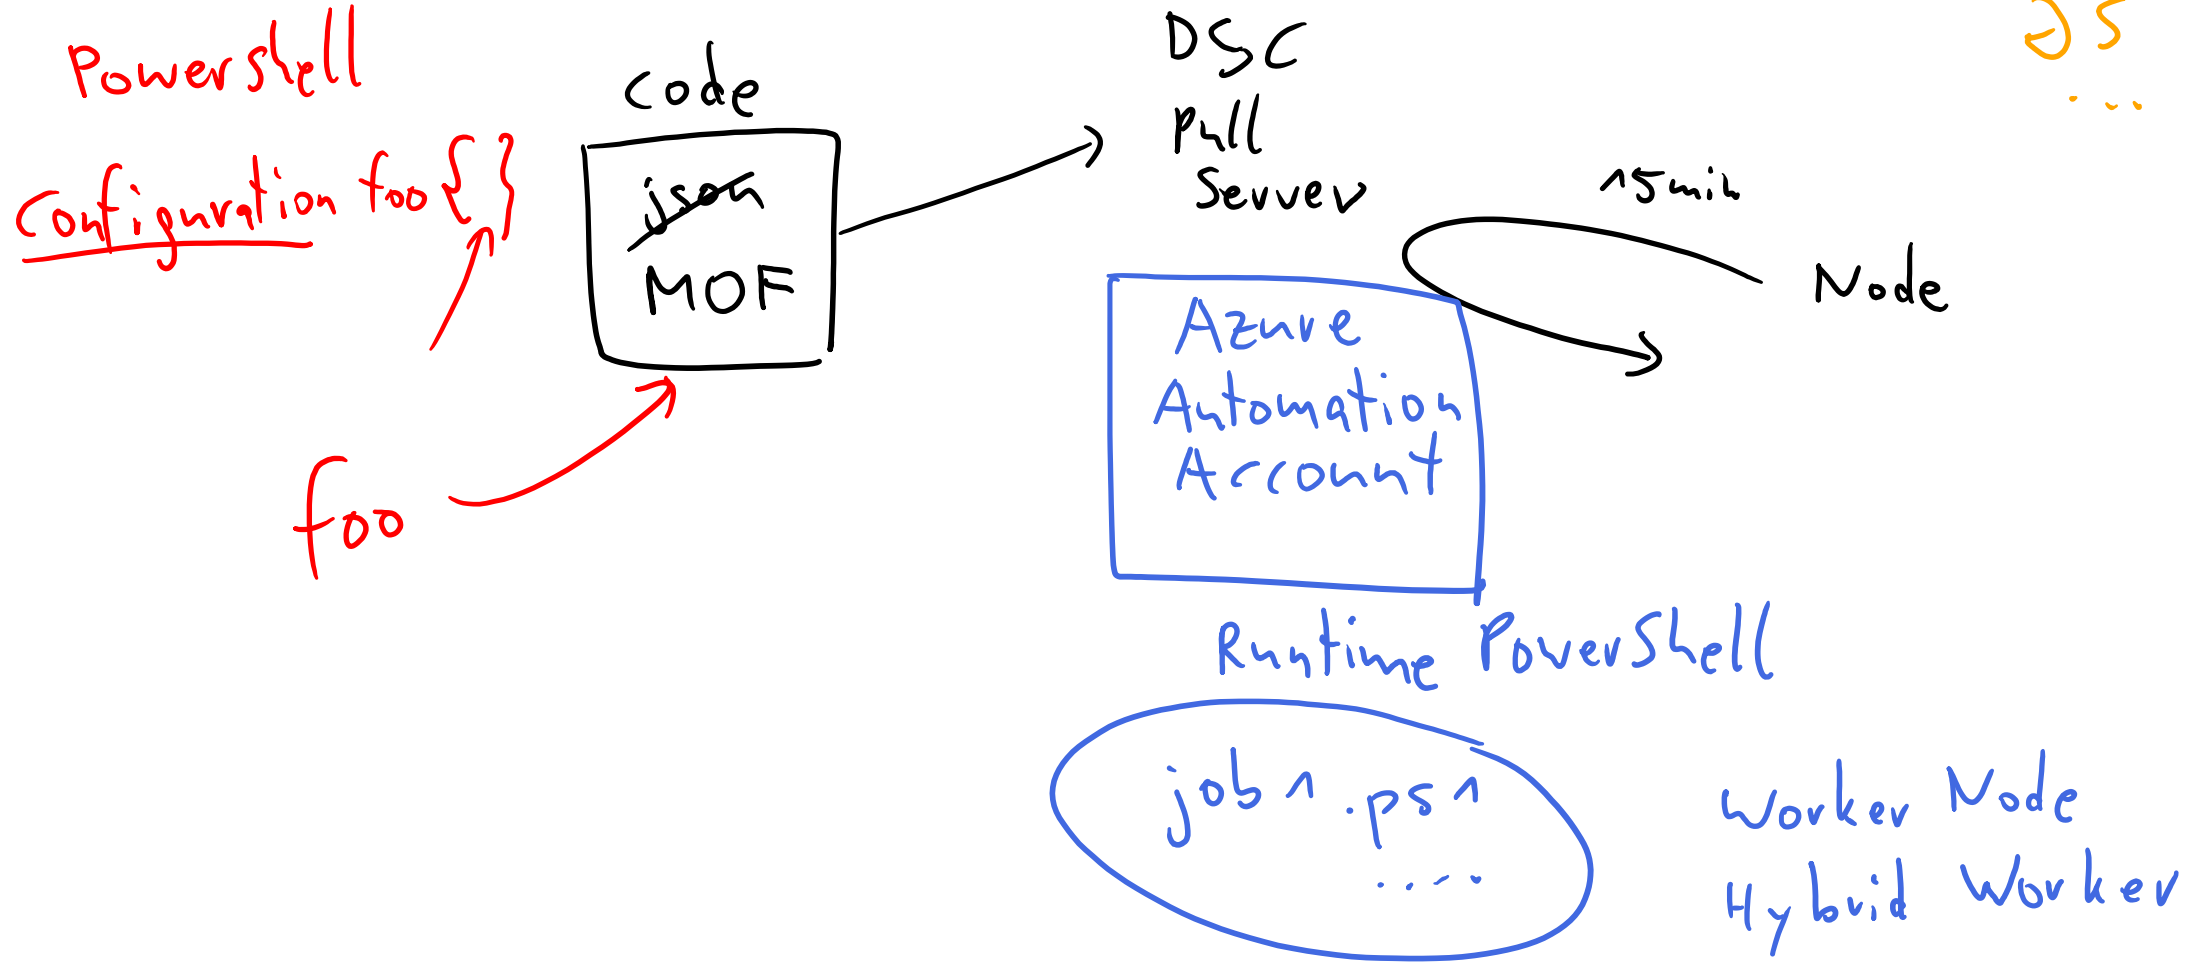 Powershell
Configuration foo{}
foo
code
json
MOF
DSC
Pull
Server
15min
Node
Azure
Automation
Account
Runtime PowerShell
job1.ps1
....
Worker Node
Hybrid Worker
...